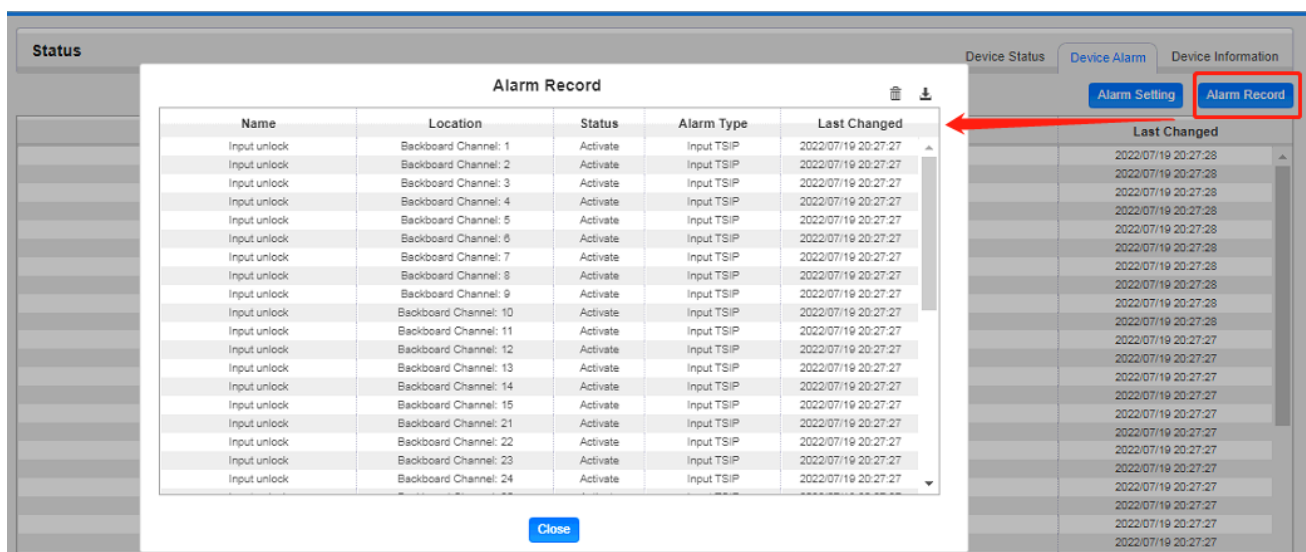 Status
Device Status Device Alarm Device Information
Alarm Setting Alarm Record
Alarm Record
Name Location Status Alarm Type Last Changed
Input unlock Backboard Channel: 1 Activate Input TSIP 2022/07/19 20:27:27
Input unlock Backboard Channel: 2 Activate Input TSIP 2022/07/19 20:27:27
Input unlock Backboard Channel: 3 Activate Input TSIP 2022/07/19 20:27:27
Input unlock Backboard Channel: 4 Activate Input TSIP 2022/07/19 20:27:27
Input unlock Backboard Channel: 5 Activate Input TSIP 2022/07/19 20:27:27
Input unlock Backboard Channel: 6 Activate Input TSIP 2022/07/19 20:27:27
Input unlock Backboard Channel: 7 Activate Input TSIP 2022/07/19 20:27:27
Input unlock Backboard Channel: 8 Activate Input TSIP 2022/07/19 20:27:27
Input unlock Backboard Channel: 9 Activate Input TSIP 2022/07/19 20:27:27
Input unlock Backboard Channel: 10 Activate Input TSIP 2022/07/19 20:27:27
Input unlock Backboard Channel: 11 Activate Input TSIP 2022/07/19 20:27:27
Input unlock Backboard Channel: 12 Activate Input TSIP 2022/07/19 20:27:27
Input unlock Backboard Channel: 13 Activate Input TSIP 2022/07/19 20:27:27
Input unlock Backboard Channel: 14 Activate Input TSIP 2022/07/19 20:27:27
Input unlock Backboard Channel: 15 Activate Input TSIP 2022/07/19 20:27:27
Input unlock Backboard Channel: 21 Activate Input TSIP 2022/07/19 20:27:27
Input unlock Backboard Channel: 22 Activate Input TSIP 2022/07/19 20:27:27
Input unlock Backboard Channel: 23 Activate Input TSIP 2022/07/19 20:27:27
Input unlock Backboard Channel: 24 Activate Input TSIP 2022/07/19 20:27:27
Close
Last Changed
2022/07/19 20:27:28
2022/07/19 20:27:28
2022/07/19 20:27:28
2022/07/19 20:27:28
2022/07/19 20:27:28
2022/07/19 20:27:28
2022/07/19 20:27:28
2022/07/19 20:27:28
2022/07/19 20:27:28
2022/07/19 20:27:28
2022/07/19 20:27:27
2022/07/19 20:27:27
2022/07/19 20:27:27
2022/07/19 20:27:27
2022/07/19 20:27:27
2022/07/19 20:27:27
2022/07/19 20:27:27
2022/07/19 20:27:27
2022/07/19 20:27:27
2022/07/19 20:27:27
2022/07/19 20:27:27
2022/07/19 20:27:27